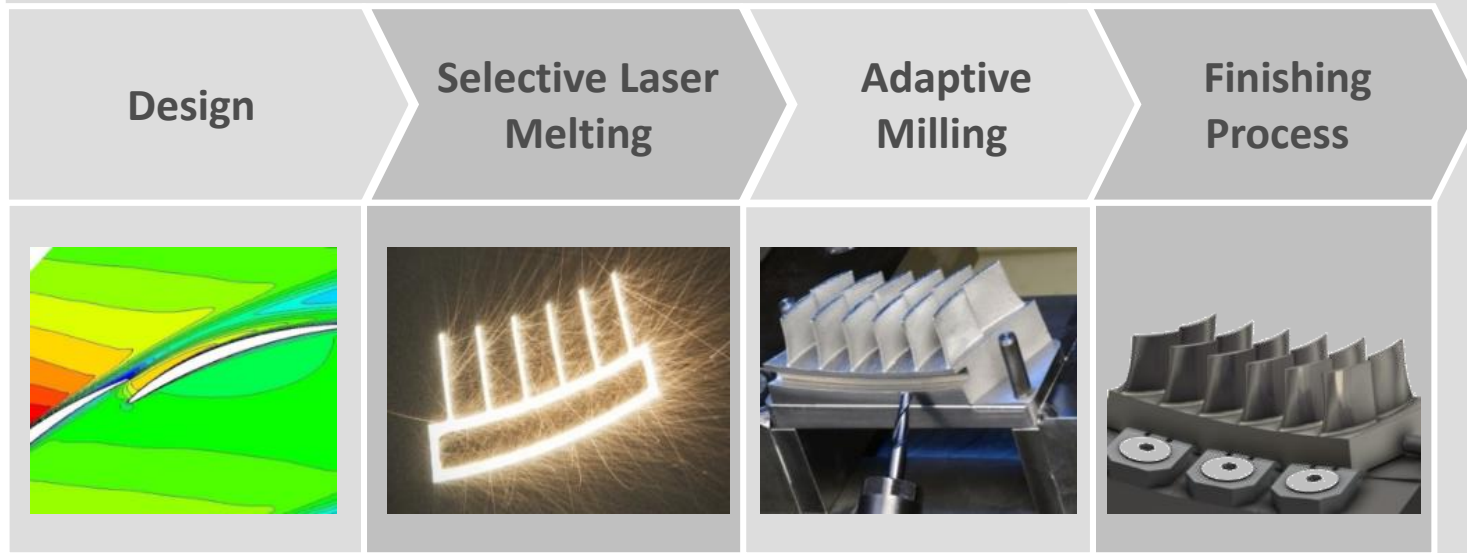 Design
Selective Laser
Melting
Adaptive
Milling
Finishing
Process